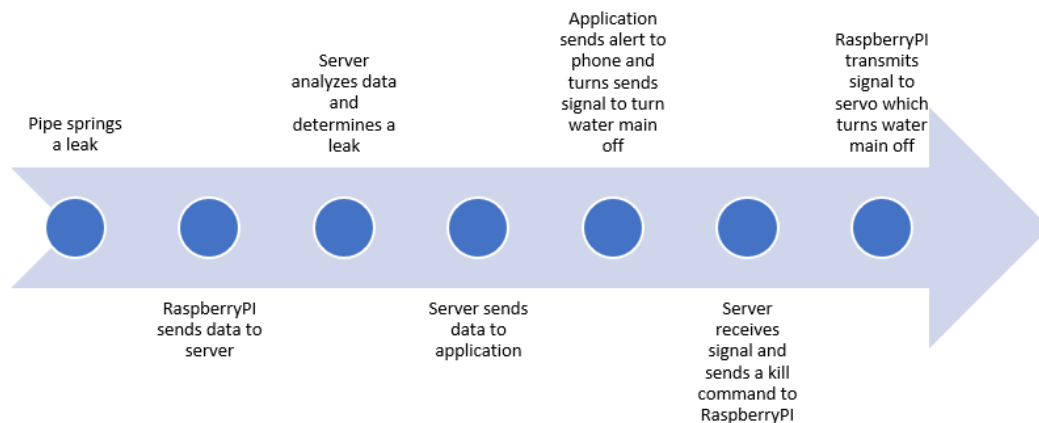 Pipe springs
a leak
RaspberryPI
sends data to
server
Server
analyzes data
and
determines a
leak
Server sends
data to
application
Application
sends alert to
phone and
turns sends
signal to turn
water main
off
Server
receives
signal and
sends a kill
command to
RaspberryPI
RaspberryPI
transmits
signal to
servo which
turns water
main off